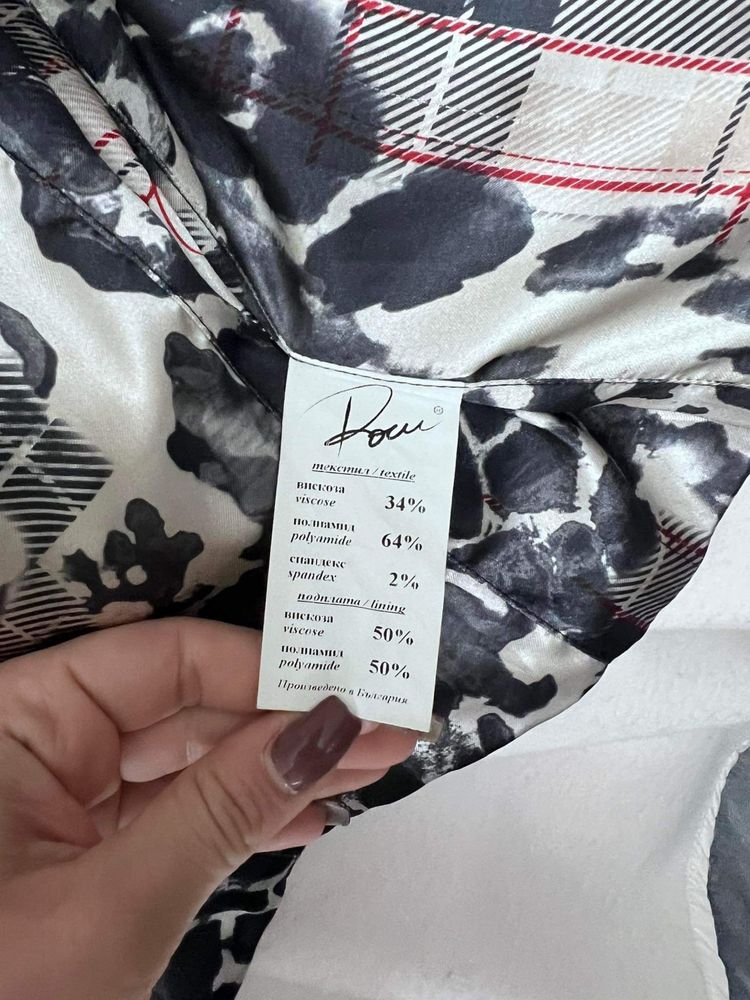 Роси
текстил / textile
вискоза
viscose 34%
полиамид
polyamide 64%
спандекс
spandex 2%
подплата / lining
вискоза
viscose 50%
полиамид
polyamide 50%
Произведено в България